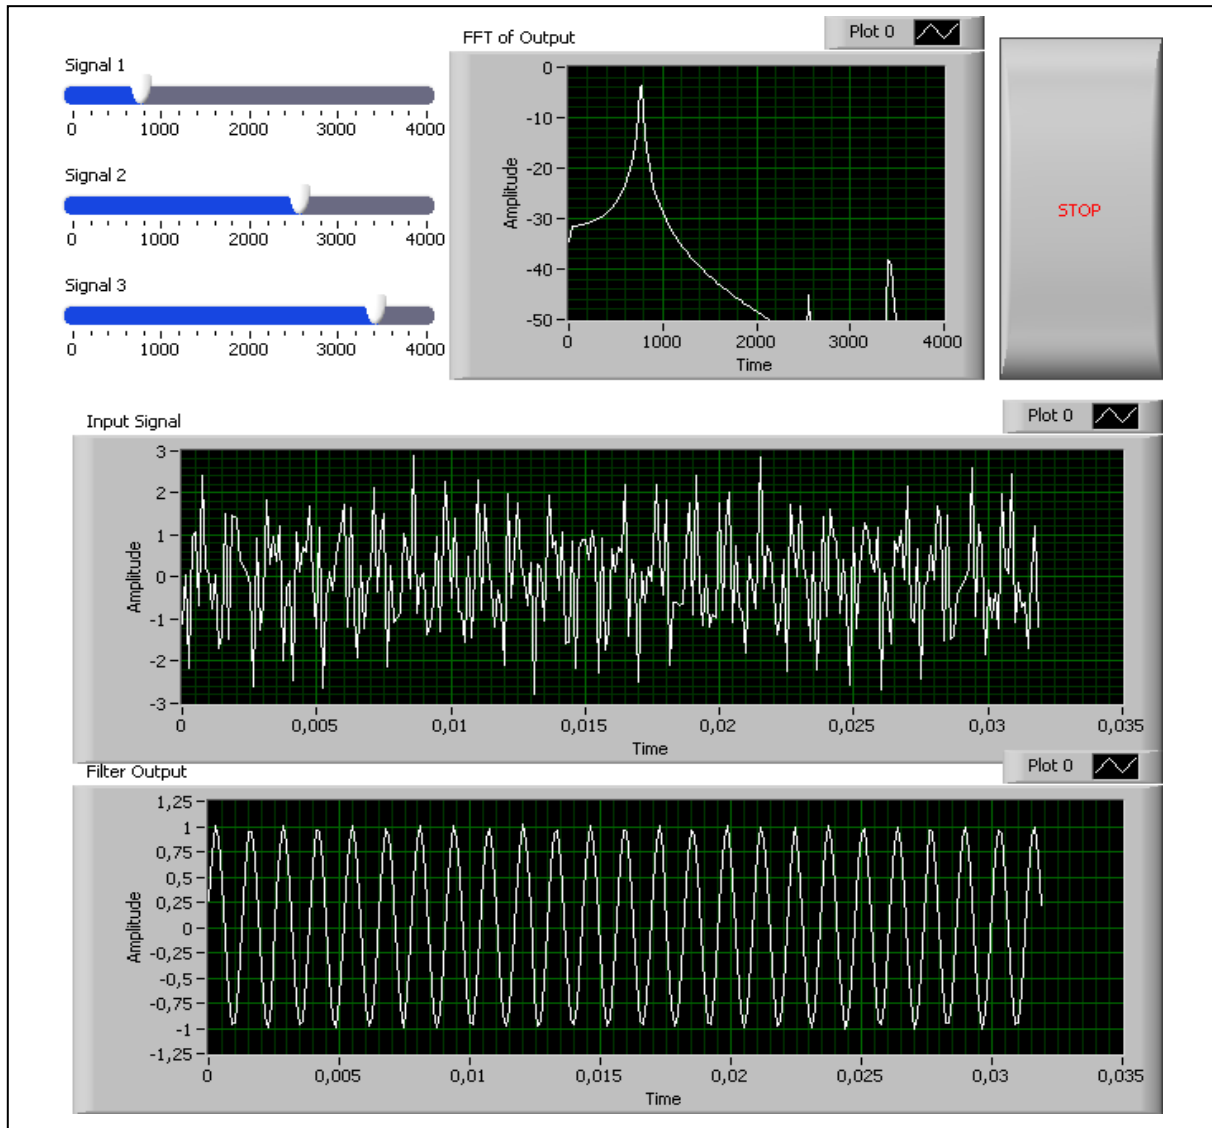 Signal 1
0 1000 2000 3000 4000
Signal 2
0 1000 2000 3000 4000
Signal 3
0 1000 2000 3000 4000
FFT of Output
Plot 0
0
-10
-20
-30
-40
-50
Amplitude
0 1000 2000 3000 4000
Time
STOP
Input Signal
Plot 0
3
2
1
0
-1
-2
-3
Amplitude
0 0,005 0,01 0,015 0,02 0,025 0,03 0,035
Time
Filter Output
Plot 0
1,25
1
0,75
0,5
0,25
0
-0,25
-0,5
-0,75
-1
-1,25
Amplitude
0 0,005 0,01 0,015 0,02 0,025 0,03 0,035
Time